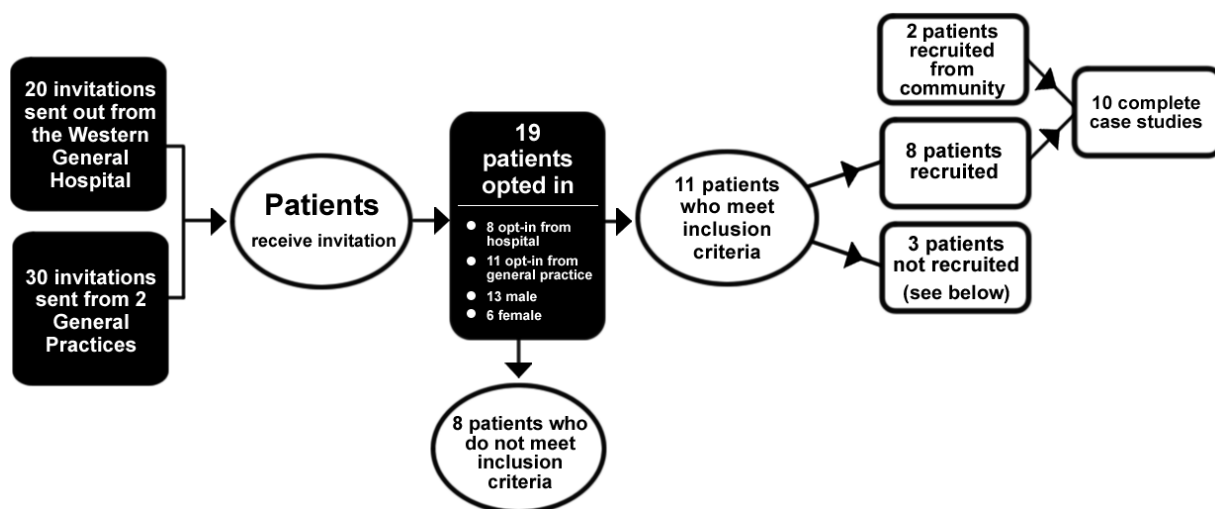 20 invitations
sent out from
the Western
General
Hospital
30 invitations
sent from 2
General
Practices
Patients
receive invitation
19
patients
opted in
8 opt-in from
hospital
11 opt-in from
general practice
13 male
6 female
8 patients who
do not meet
inclusion
criteria
11 patients
who meet
inclusion
criteria
2 patients
recruited
from
community
8 patients
recruited
3 patients
not recruited
(see below)
10 complete
case studies